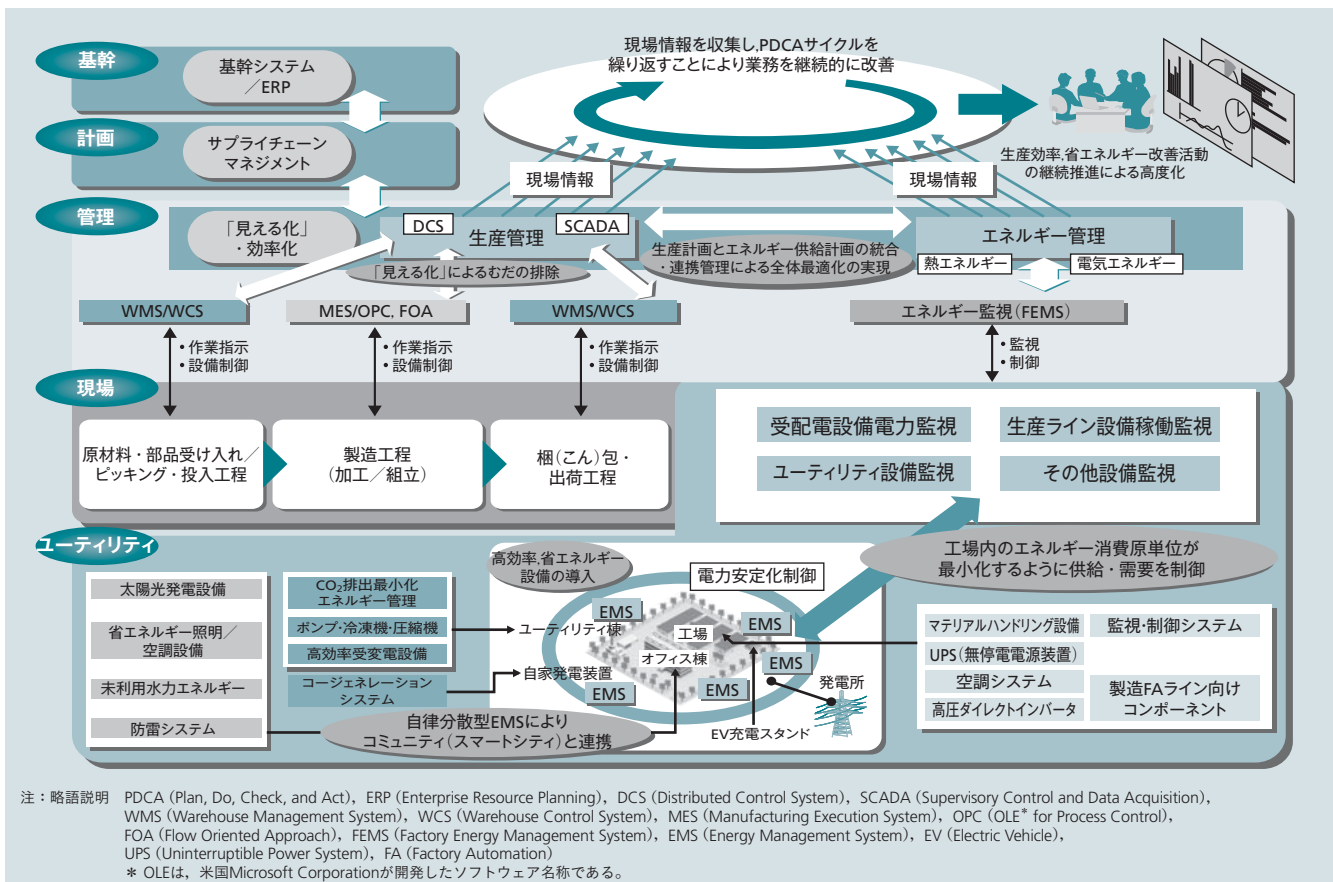 基幹
基幹システム
／ERP
計画
サプライチェーン
マネジメント
現場情報を収集し,PDCAサイクルを
繰り返すことにより業務を継続的に改善
生産効率,省エネルギー改善活動
の継続推進による高度化
現場情報
現場情報
管理
「見える化」
・効率化
DCS
生産管理
SCADA
「見える化」によるむだの排除
生産計画とエネルギー供給計画の統合
・連携管理による全体最適化の実現
エネルギー管理
熱エネルギー
電気エネルギー
WMS/WCS
MES/OPC, FOA
WMS/WCS
エネルギー監視（FEMS）
・作業指示
・設備制御
・作業指示
・設備制御
・作業指示
・設備制御
・監視
・制御
現場
原材料・部品受け入れ／
ピッキング・投入工程
製造工程
（加工／組立）
梱（こん）包・
出荷工程
受配電設備電力監視
生産ライン設備稼働監視
ユーティリティ設備監視
その他設備監視
工場内のエネルギー消費原単位が
最小化するように供給・需要を制御
ユーティリティ
太陽光発電設備
省エネルギー照明／
空調設備
未利用水力エネルギー
防雷システム
CO₂排出最小化
エネルギー管理
ポンプ・冷凍機・圧縮機
高効率受変電設備
コージェネレーション
システム
高効率,省エネルギー
設備の導入
電力安定化制御
EMS
EMS
EMS
EMS
EMS
ユーティリティ棟
工場
オフィス棟
自家発電装置
発電所
EV充電スタンド
自律分散型EMSにより
コミュニティ（スマートシティ）と連携
マテリアルハンドリング設備
UPS（無停電電源装置）
空調システム
高圧ダイレクトインバータ
監視・制御システム
製造FAライン向け
コンポーネント
注：略語説明　PDCA（Plan, Do, Check, and Act），ERP（Enterprise Resource Planning），DCS（Distributed Control System），SCADA（Supervisory Control and Data Acquisition），
WMS（Warehouse Management System），WCS（Warehouse Control System），MES（Manufacturing Execution System），OPC（OLE* for Process Control），
FOA（Flow Oriented Approach），FEMS（Factory Energy Management System），EMS（Energy Management System），EV（Electric Vehicle），
UPS（Uninterruptible Power System），FA（Factory Automation）
＊ OLEは，米国Microsoft Corporationが開発したソフトウェア名称である。